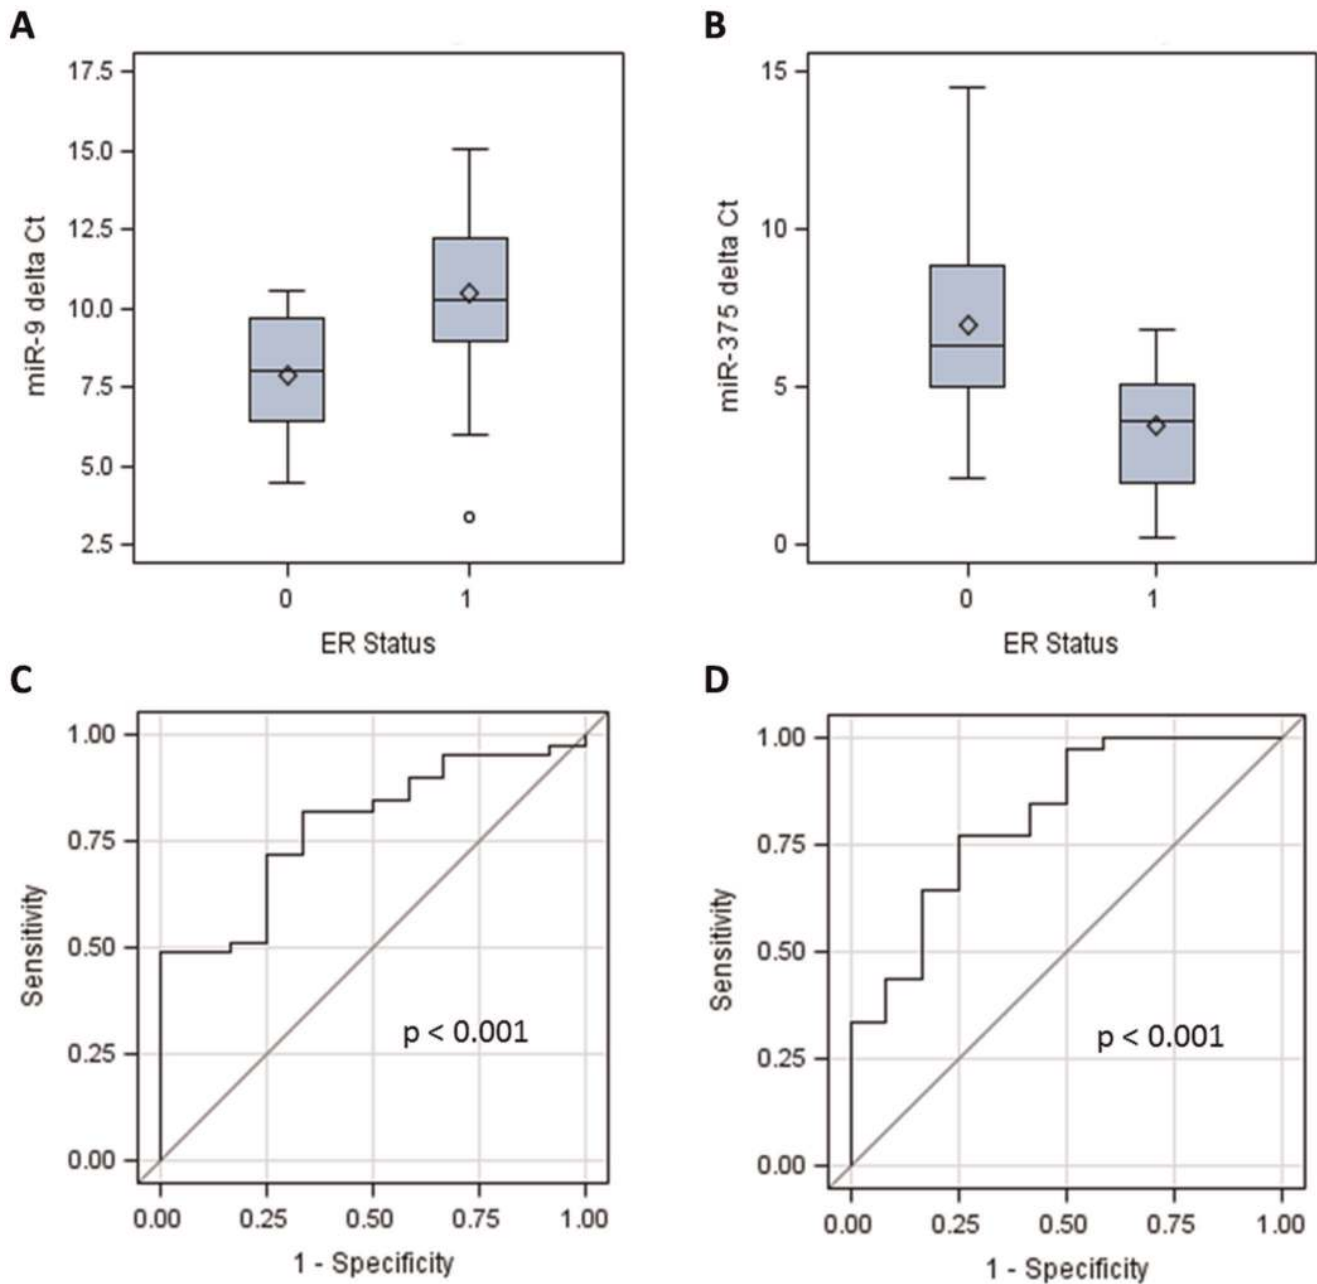 A
17.5
15.0
12.5
10.0
7.5
5.0
2.5
miR-9 delta Ct
0 1
ER Status
B
15
10
5
0
miR-375 delta Ct
0 1
ER Status
C
1.00
0.75
0.50
0.25
0.00
Sensitivity
p < 0.001
0.00 0.25 0.50 0.75 1.00
1 - Specificity
D
1.00
0.75
0.50
0.25
0.00
Sensitivity
p < 0.001
0.00 0.25 0.50 0.75 1.00
1 - Specificity